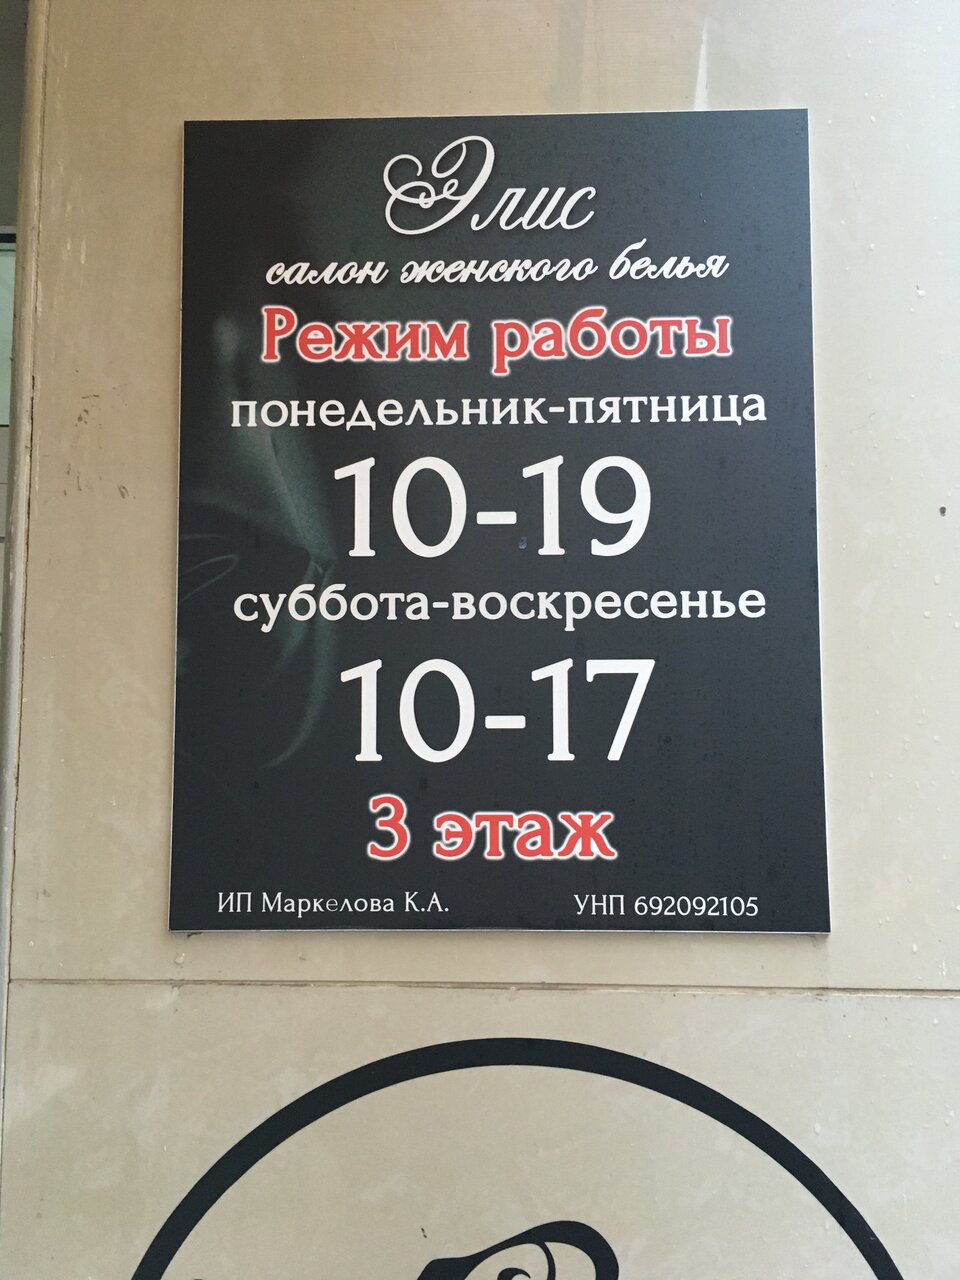 Элис
салон женского белья
Режим работы
понедельник-пятница
10-19
суббота-воскресенье
10-17
3 этаж
ИП Маркелова К.А. УНП 692092105